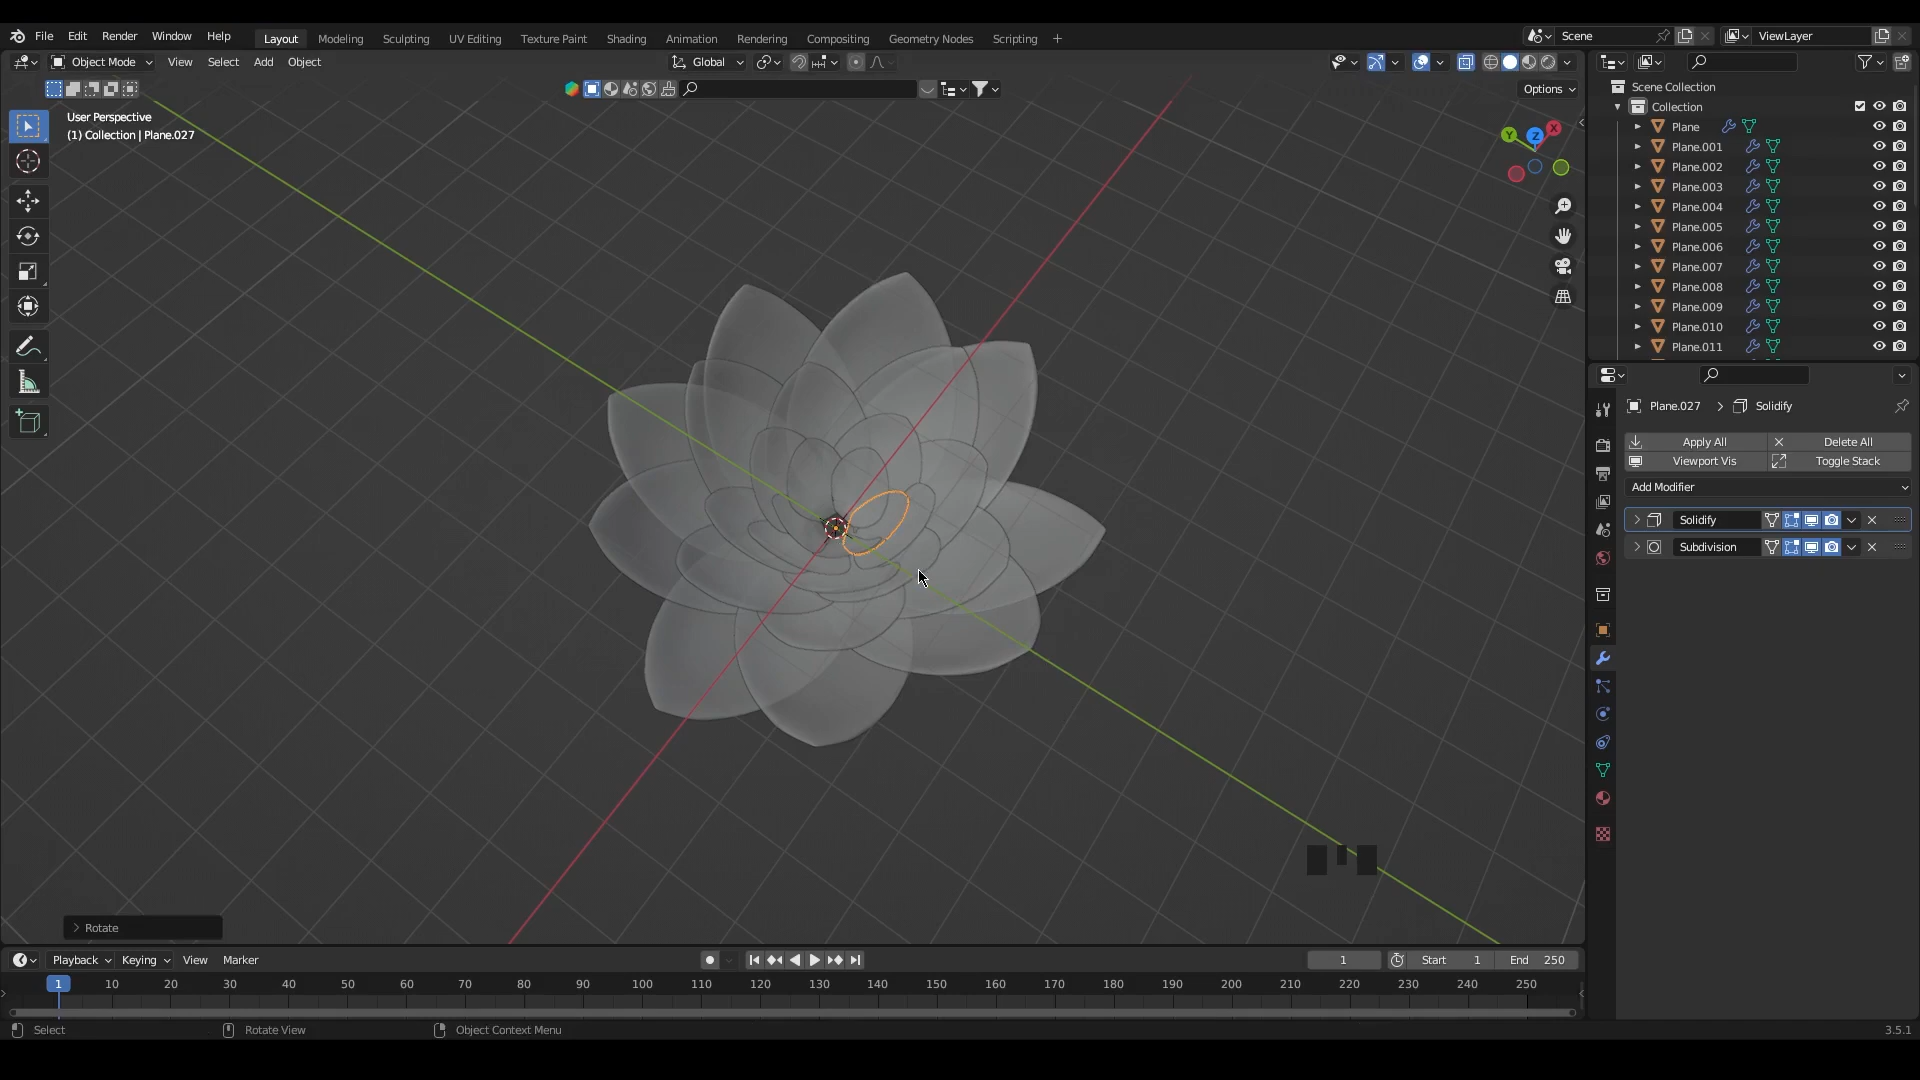 File Edit Render Window Help Layout Modeling Sculpting UV Editing Texture Paint Shading Animation Rendering Compositing Geometry Nodes Scripting + Scene ViewLayer
Object Mode View Select Add Object Global
Options
User Perspective
(1) Collection | Plane.027
Y Z X
Scene Collection
Collection
Plane
Plane.001
Plane.002
Plane.003
Plane.004
Plane.005
Plane.006
Plane.007
Plane.008
Plane.009
Plane.010
Plane.011
Plane.027 > Solidify
Apply All Delete All
Viewport Vis Toggle Stack
Add Modifier
Solidify
Subdivision
> Rotate
Playback Keying View Marker 1 Start 1 End 250
1 10 20 30 40 50 60 70 80 90 100 110 120 130 140 150 160 170 180 190 200 210 220 230 240 250
Select Rotate View Object Context Menu 3.5.1